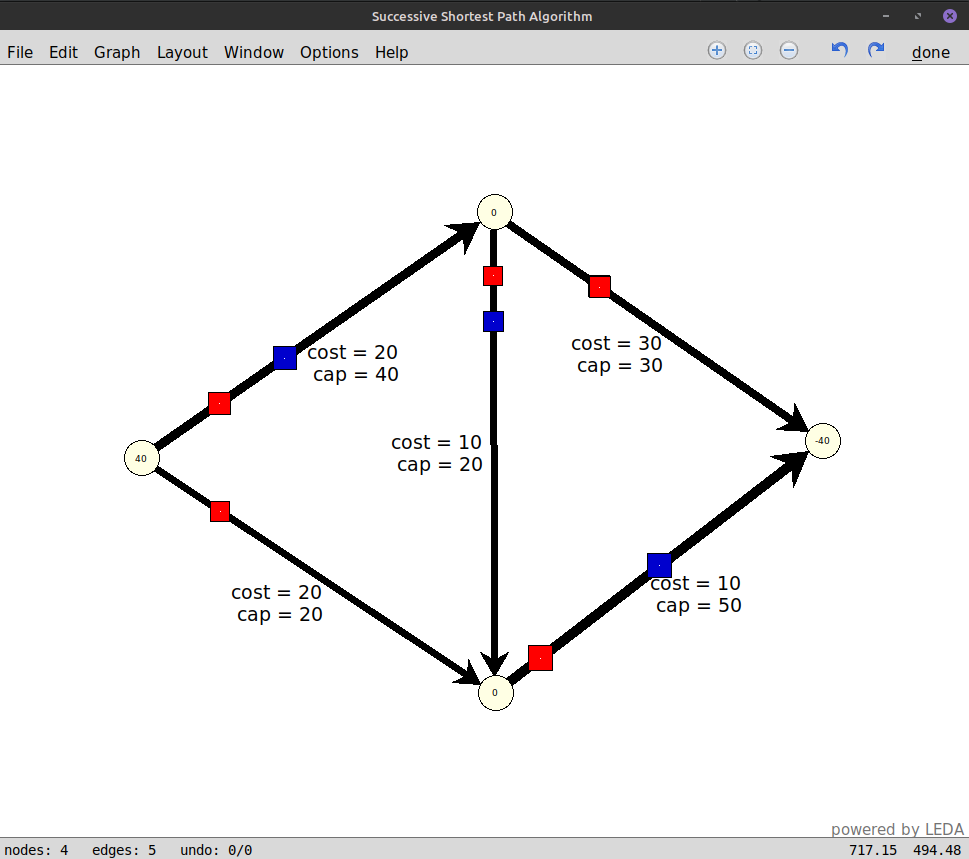 Successive Shortest Path Algorithm
File Edit Graph Layout Window Options Help done
0
cost = 20
cap = 40
cost = 30
cap = 30
cost = 10
cap = 20
40
-40
cost = 20
cap = 20
cost = 10
cap = 50
0
powered by LEDA
nodes: 4 edges: 5 undo: 0/0 717.15 494.48